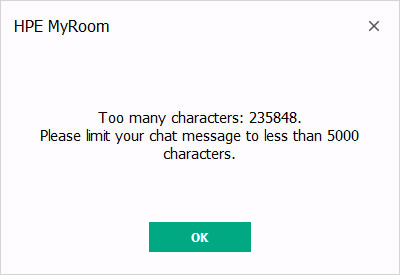 HPE MyRoom
Too many characters: 235848.
Please limit your chat message to less than 5000
characters.
OK